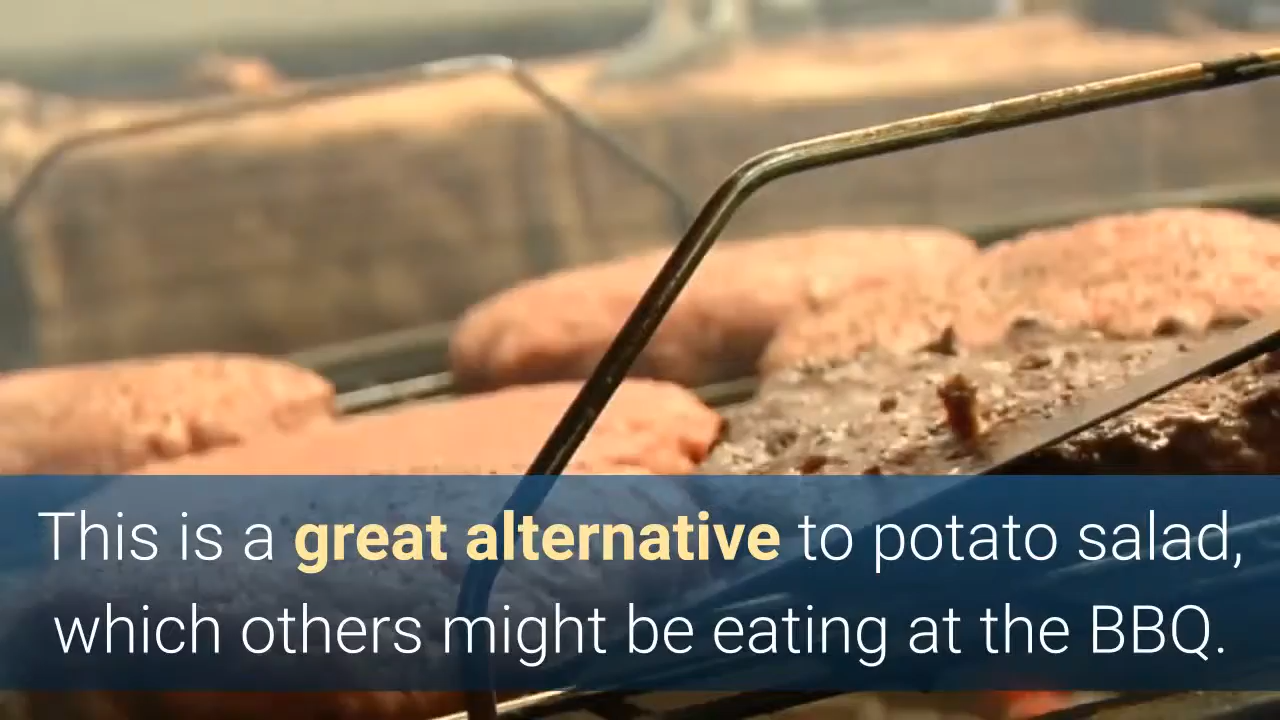 This is a great alternative to potato salad,
which others might be eating at the BBQ.